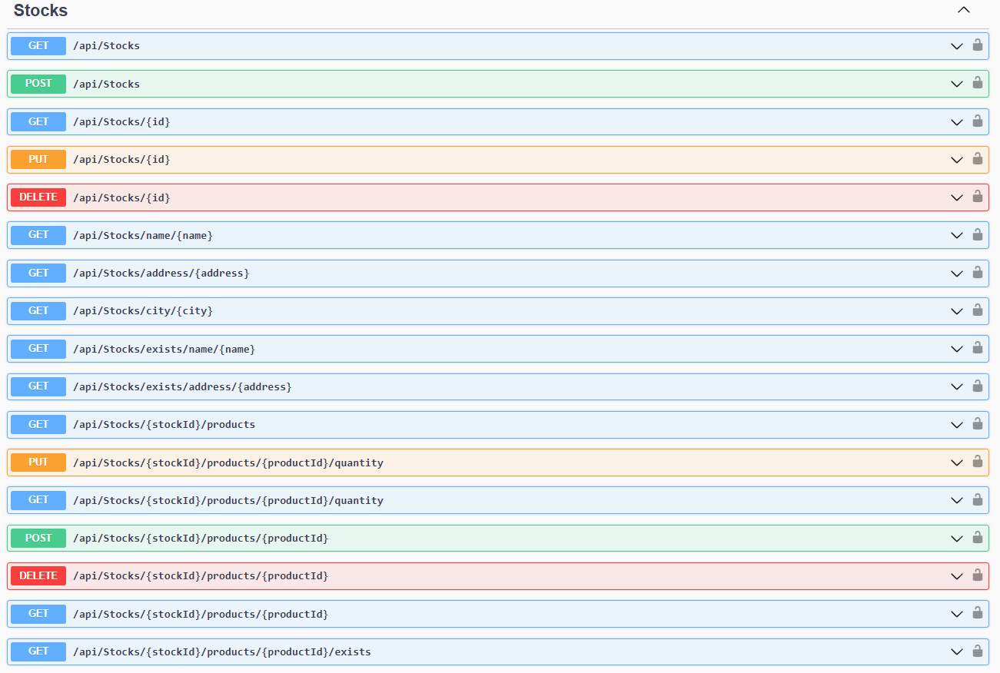 Stocks
GET /api/Stocks
POST /api/Stocks
GET /api/Stocks/{id}
PUT /api/Stocks/{id}
DELETE /api/Stocks/{id}
GET /api/Stocks/name/{name}
GET /api/Stocks/address/{address}
GET /api/Stocks/city/{city}
GET /api/Stocks/exists/name/{name}
GET /api/Stocks/exists/address/{address}
GET /api/Stocks/{stockId}/products
PUT /api/Stocks/{stockId}/products/{productId}/quantity
GET /api/Stocks/{stockId}/products/{productId}/quantity
POST /api/Stocks/{stockId}/products/{productId}
DELETE /api/Stocks/{stockId}/products/{productId}
GET /api/Stocks/{stockId}/products/{productId}
GET /api/Stocks/{stockId}/products/{productId}/exists